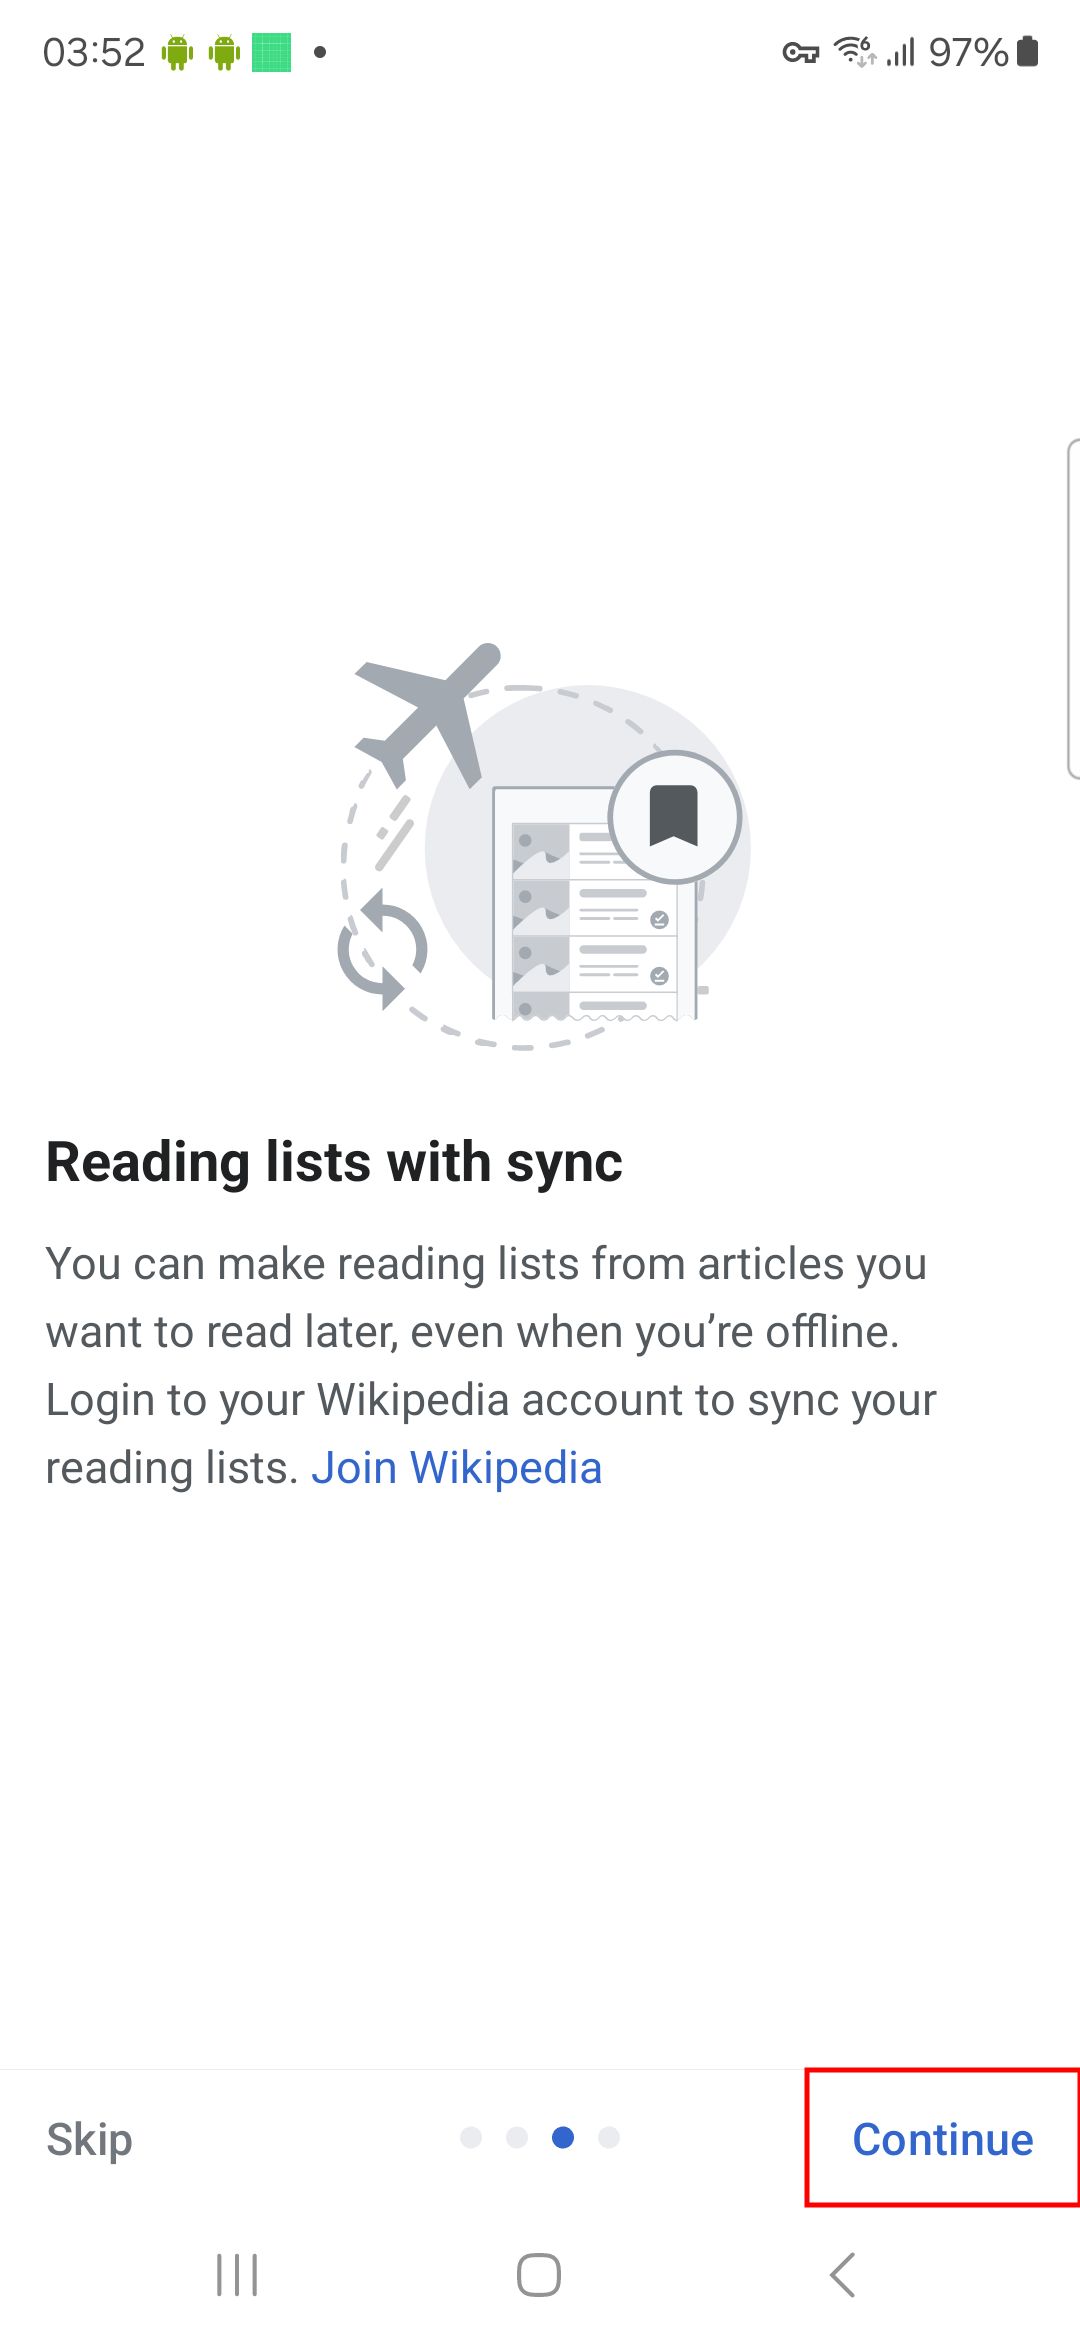 03:52
6 97%
Reading lists with sync
You can make reading lists from articles you
want to read later, even when you’re offline.
Login to your Wikipedia account to sync your
reading lists. Join Wikipedia
Skip
Continue